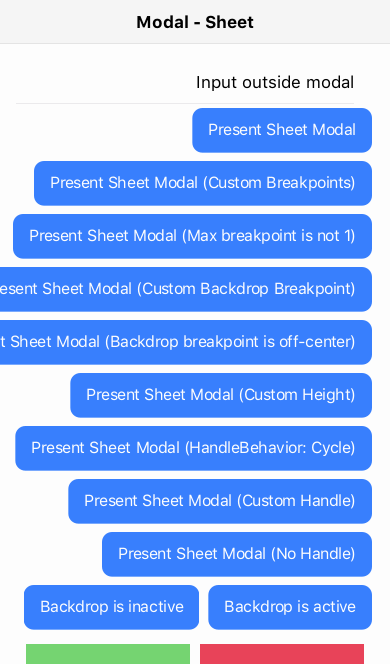 Modal - Sheet
Input outside modal
Present Sheet Modal
Present Sheet Modal (Custom Breakpoints)
Present Sheet Modal (Max breakpoint is not 1)
Sheet Modal (Custom Backdrop Breakpoint)
Sheet Modal (Backdrop breakpoint is off-center)
Present Sheet Modal (Custom Height)
Present Sheet Modal (HandleBehavior: Cycle)
Present Sheet Modal (Custom Handle)
Present Sheet Modal (No Handle)
Backdrop is inactive Backdrop is active